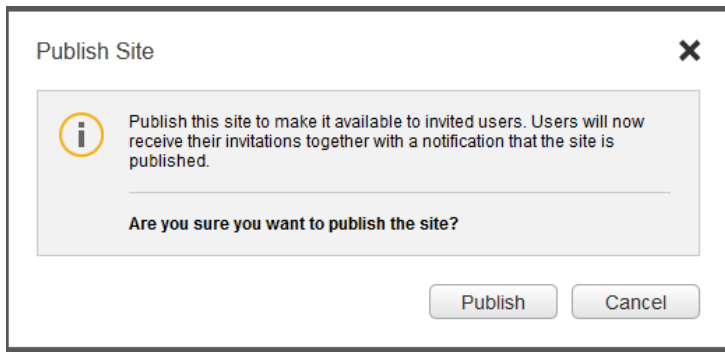 Publish Site
Publish this site to make it available to invited users. Users will now
receive their invitations together with a notification that the site is
published.
Are you sure you want to publish the site?
Publish
Cancel